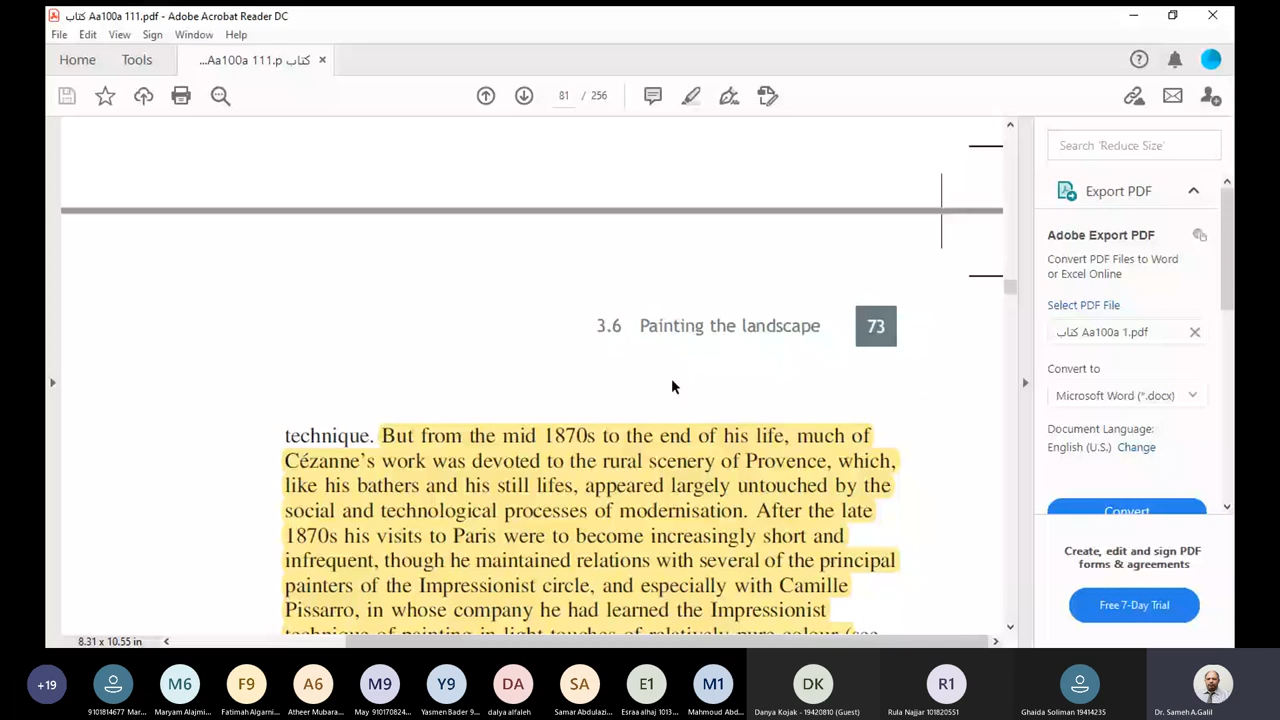 كتاب Aa100a 111.pdf - Adobe Acrobat Reader DC
File Edit View Sign Window Help
Home Tools كتاب Aa100a 111.p... ×
81 / 256
Search 'Reduce Size'
Export PDF
Adobe Export PDF
Convert PDF Files to Word
or Excel Online
Select PDF File
كتاب Aa100a 1.pdf
Convert to
Microsoft Word (*.docx)
Document Language:
English (U.S.) Change
Convert
Create, edit and sign PDF
forms & agreements
Free 7-Day Trial
3.6 Painting the landscape 73
technique. But from the mid 1870s to the end of his life, much of
Cézanne's work was devoted to the rural scenery of Provence, which,
like his bathers and his still lifes, appeared largely untouched by the
social and technological processes of modernisation. After the late
1870s his visits to Paris were to become increasingly short and
infrequent, though he maintained relations with several of the principal
painters of the Impressionist circle, and especially with Camille
Pissarro, in whose company he had learned the Impressionist
technique of painting in light touches of relatively pure colour (see
8.31 x 10.55 in
+19 M6 F9 A6 M9 Y9 DA SA E1 M1 DK R1
9101814677 Mar... Maryam Alajmi... FatimahAlgarni... Atheer Mubara... May 910170824... Yasmen Bader 9... dalya alfaleh Samar Abdulazi... Esraa alhaj 1013... Mahmoud Abd... Danya Kojak - 19420810 (Guest) Rula Najjar 101820551 Ghaida Soliman 19414235 Dr. Sameh A.Galil